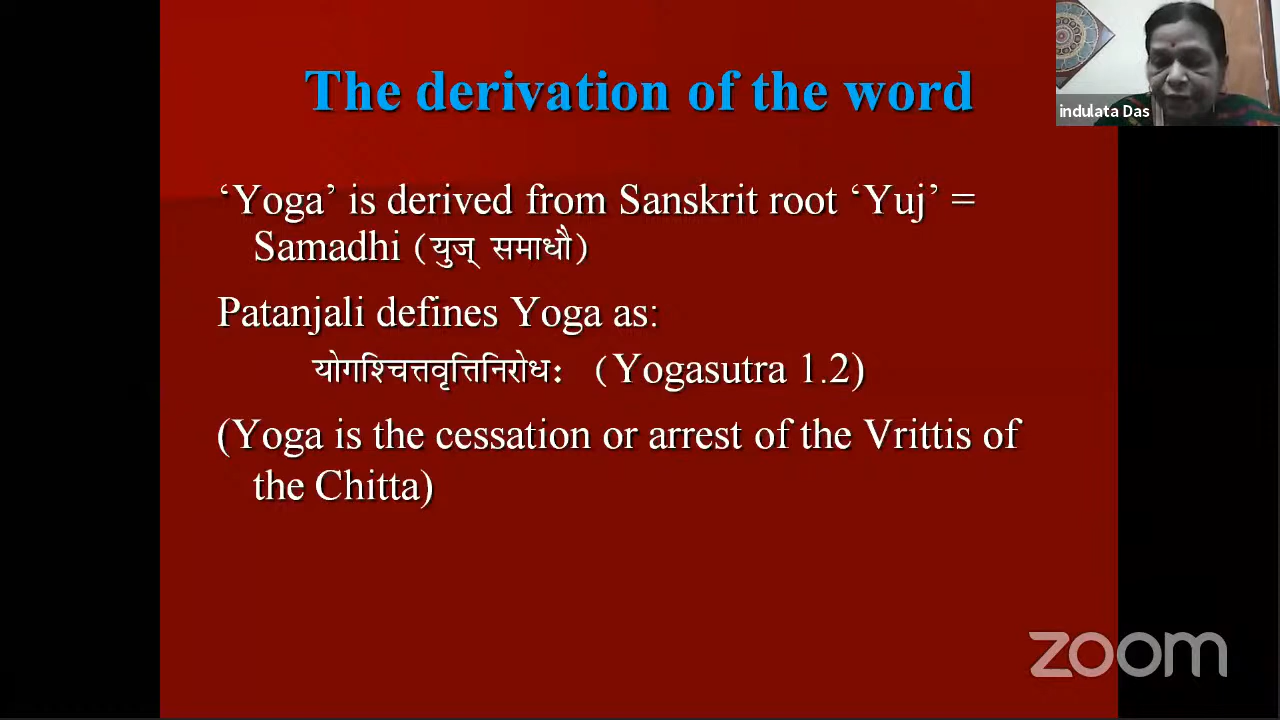 The derivation of the word
indulata Das
‘Yoga’ is derived from Sanskrit root ‘Yuj’ =
Samadhi (युज् समाधौ)
Patanjali defines Yoga as:
योगश्चित्तवृत्तिनिरोधः (Yogasutra 1.2)
(Yoga is the cessation or arrest of the Vrittis of
the Chitta)
zoom